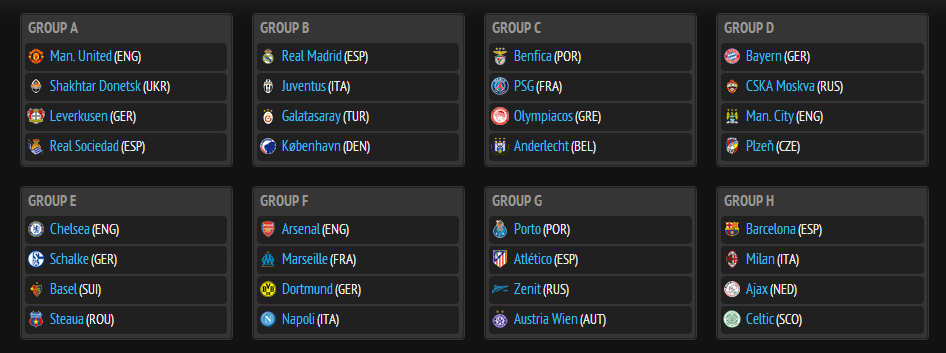 GROUP A
Man. United (ENG)
Shakhtar Donetsk (UKR)
Leverkusen (GER)
Real Sociedad (ESP)
GROUP B
Real Madrid (ESP)
Juventus (ITA)
Galatasaray (TUR)
København (DEN)
GROUP C
Benfica (POR)
PSG (FRA)
Olympiacos (GRE)
Anderlecht (BEL)
GROUP D
Bayern (GER)
CSKA Moskva (RUS)
Man. City (ENG)
Plzeň (CZE)
GROUP E
Chelsea (ENG)
Schalke (GER)
Basel (SUI)
Steaua (ROU)
GROUP F
Arsenal (ENG)
Marseille (FRA)
Dortmund (GER)
Napoli (ITA)
GROUP G
Porto (POR)
Atlético (ESP)
Zenit (RUS)
Austria Wien (AUT)
GROUP H
Barcelona (ESP)
Milan (ITA)
Ajax (NED)
Celtic (SCO)